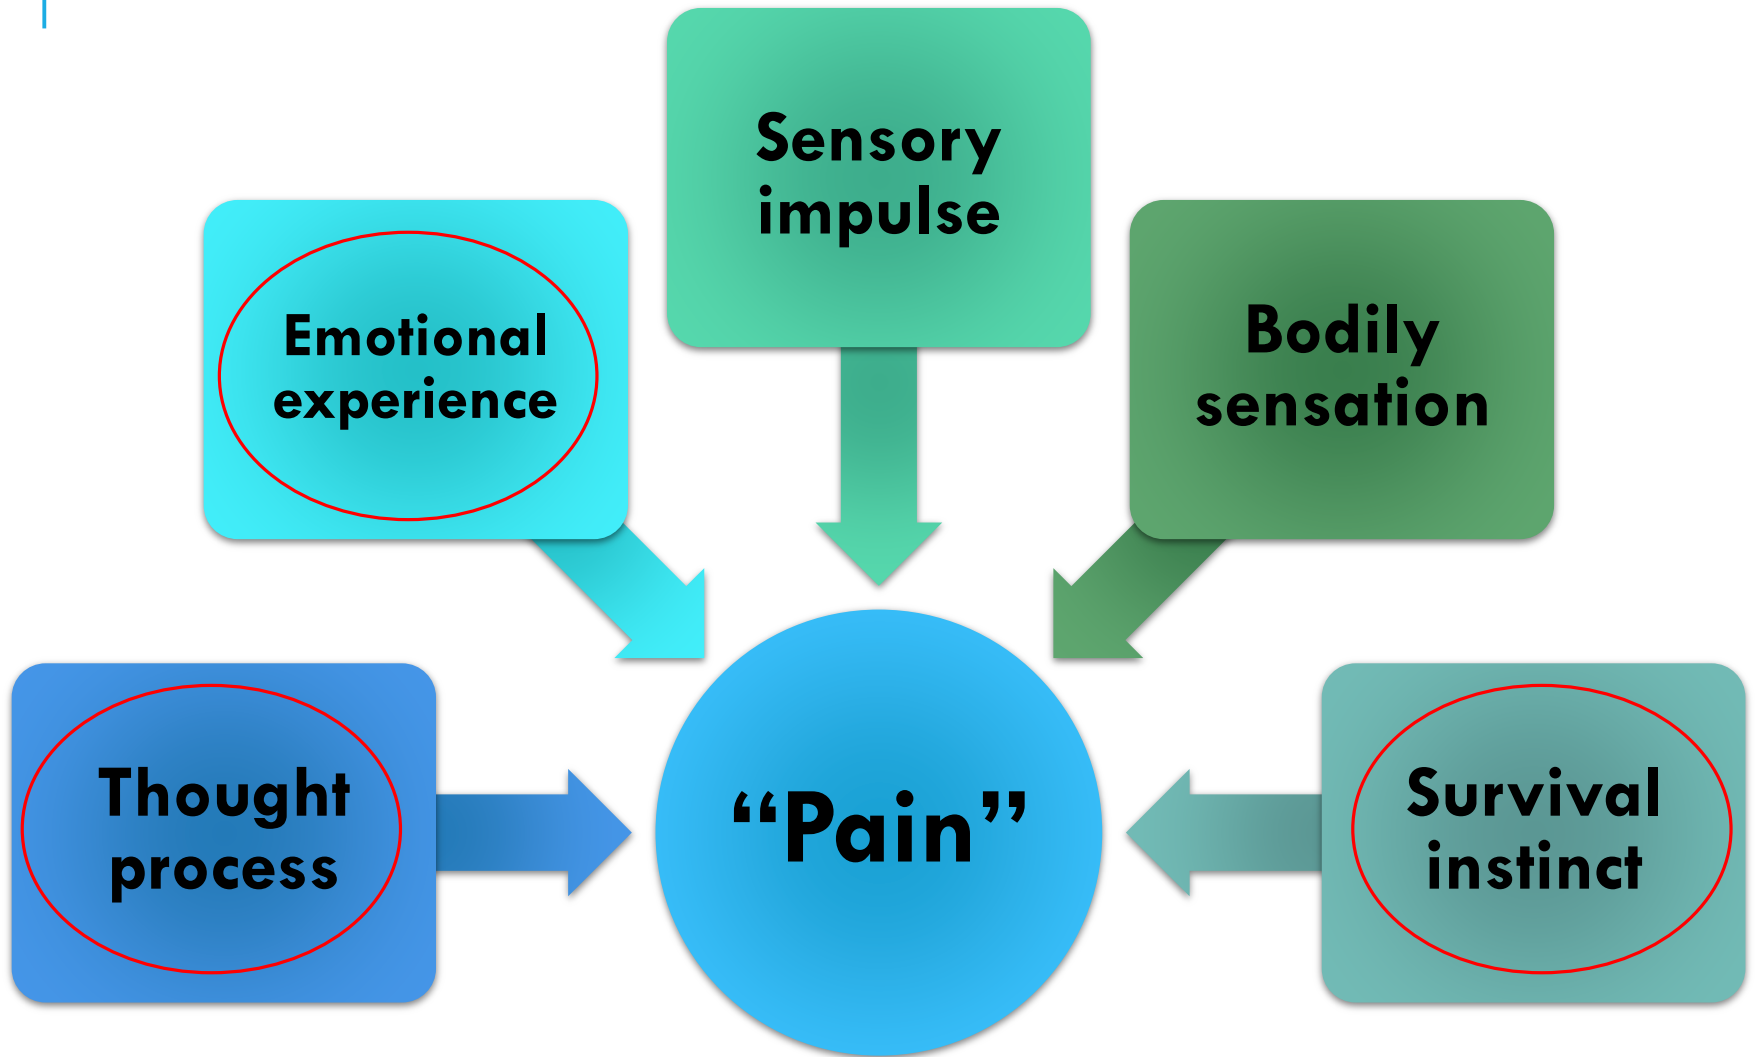 Sensory
impulse
Emotional
experience
Bodily
sensation
Thought
process
“Pain”
Survival
instinct